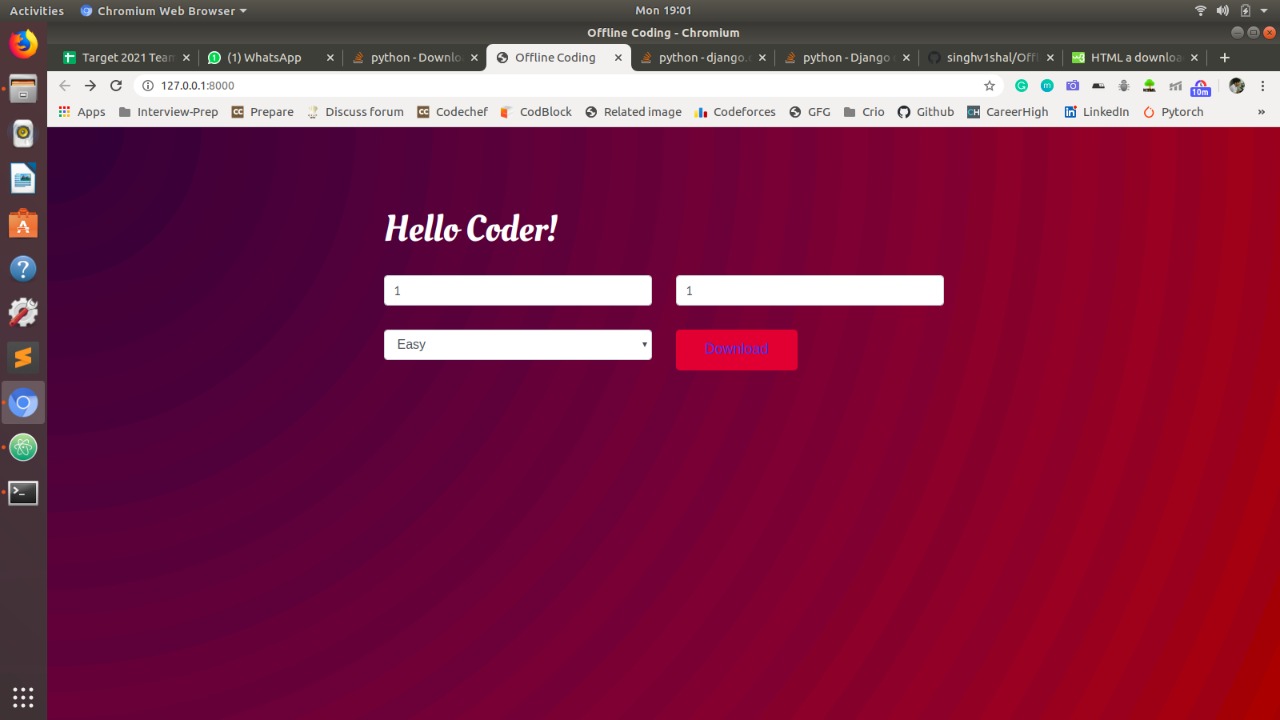 Activities Chromium Web Browser Mon 19:01
Offline Coding - Chromium
Target 2021 Team (1) WhatsApp python - Downlo Offline Coding python - django. python - Django singhv1shal/Offl HTML a downloa
127.0.0.1:8000
10m
Apps Interview-Prep Prepare Discuss forum Codechef CodBlock Related image Codeforces GFG Crio Github CareerHigh LinkedIn Pytorch »
Hello Coder!
1 1
Easy Download